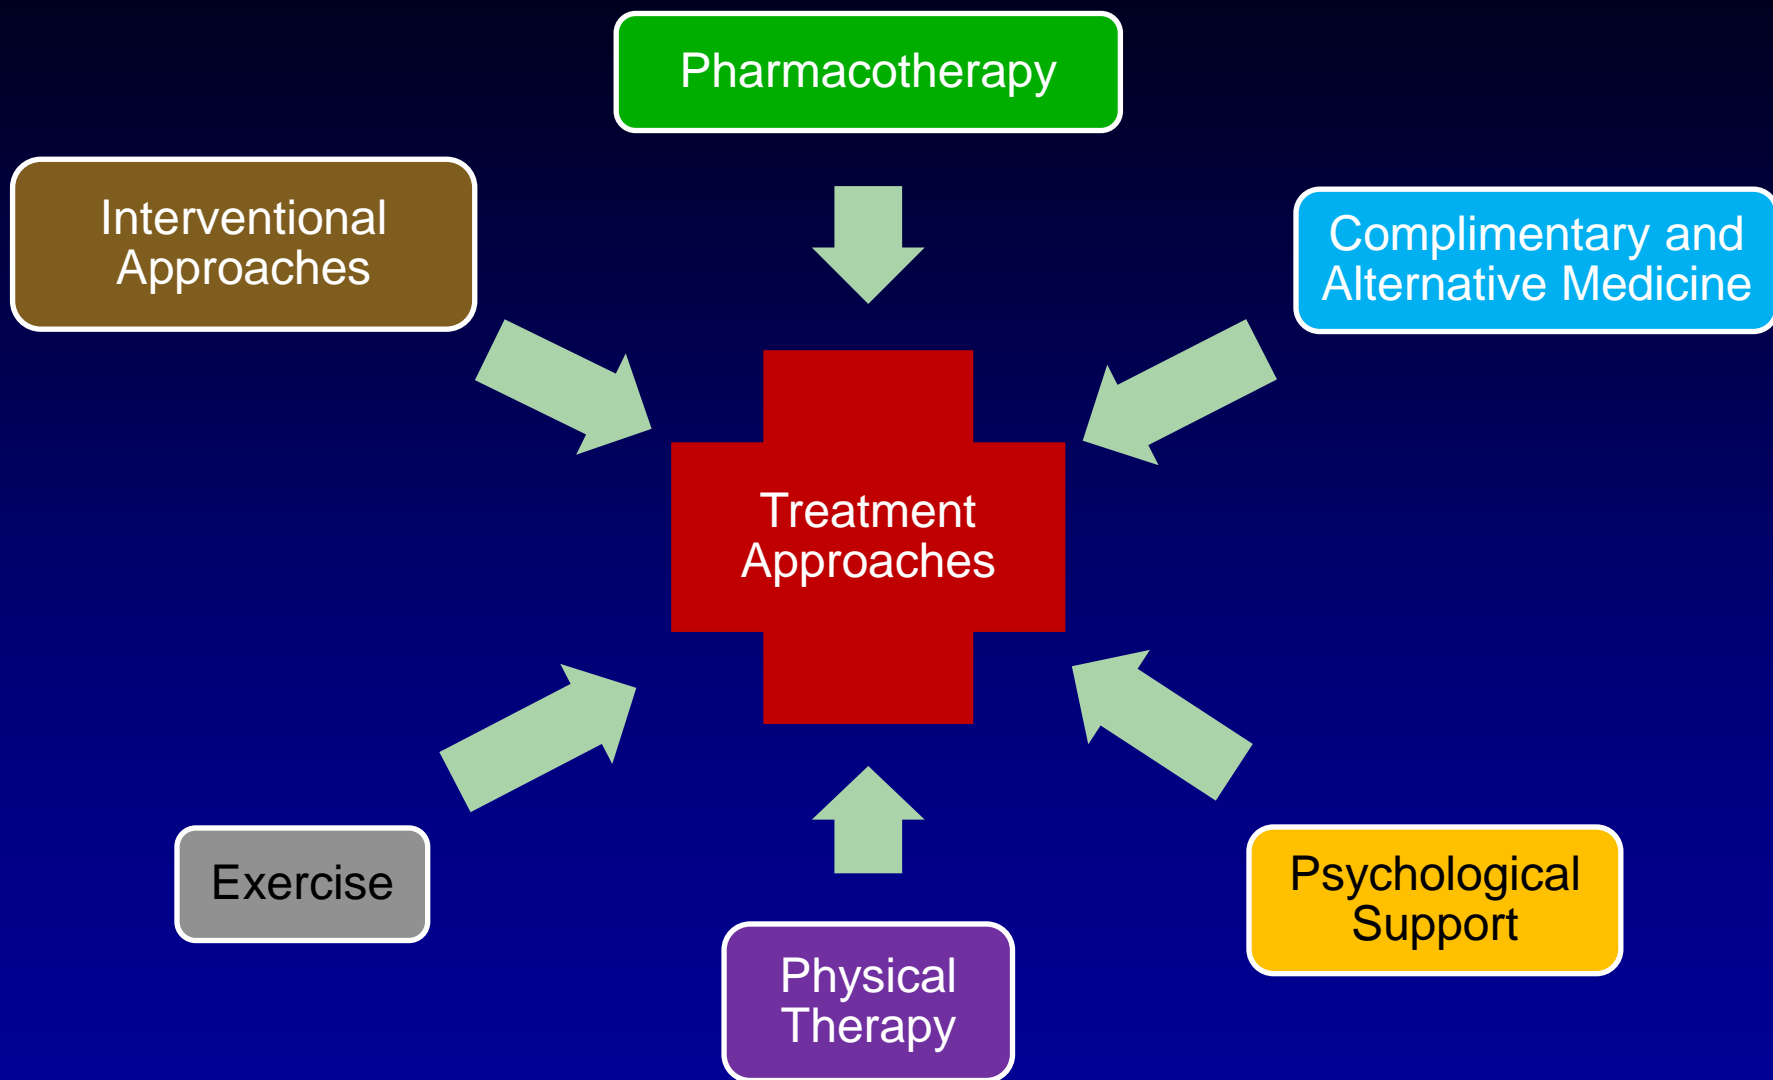 Pharmacotherapy
Interventional
Approaches
Complimentary and
Alternative Medicine
Treatment
Approaches
Exercise
Psychological
Support
Physical
Therapy